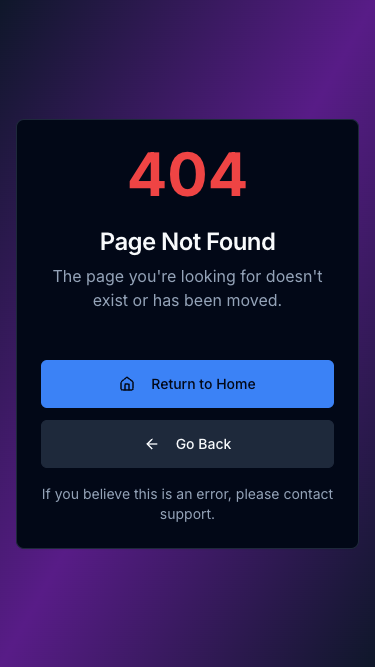 404
Page Not Found
The page you're looking for doesn't
exist or has been moved.
Return to Home
Go Back
If you believe this is an error, please contact
support.